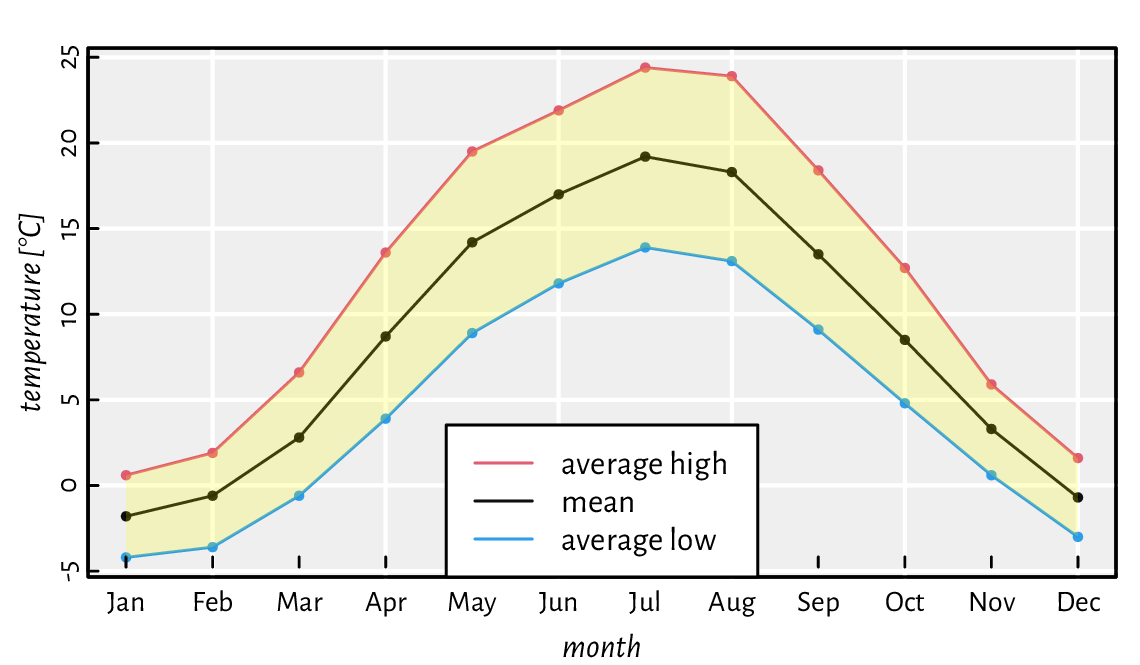 25
20
15
10
5
0
-5
temperature [°C]
average high
mean
average low
Jan Feb Mar Apr May Jun Jul Aug Sep Oct Nov Dec
month